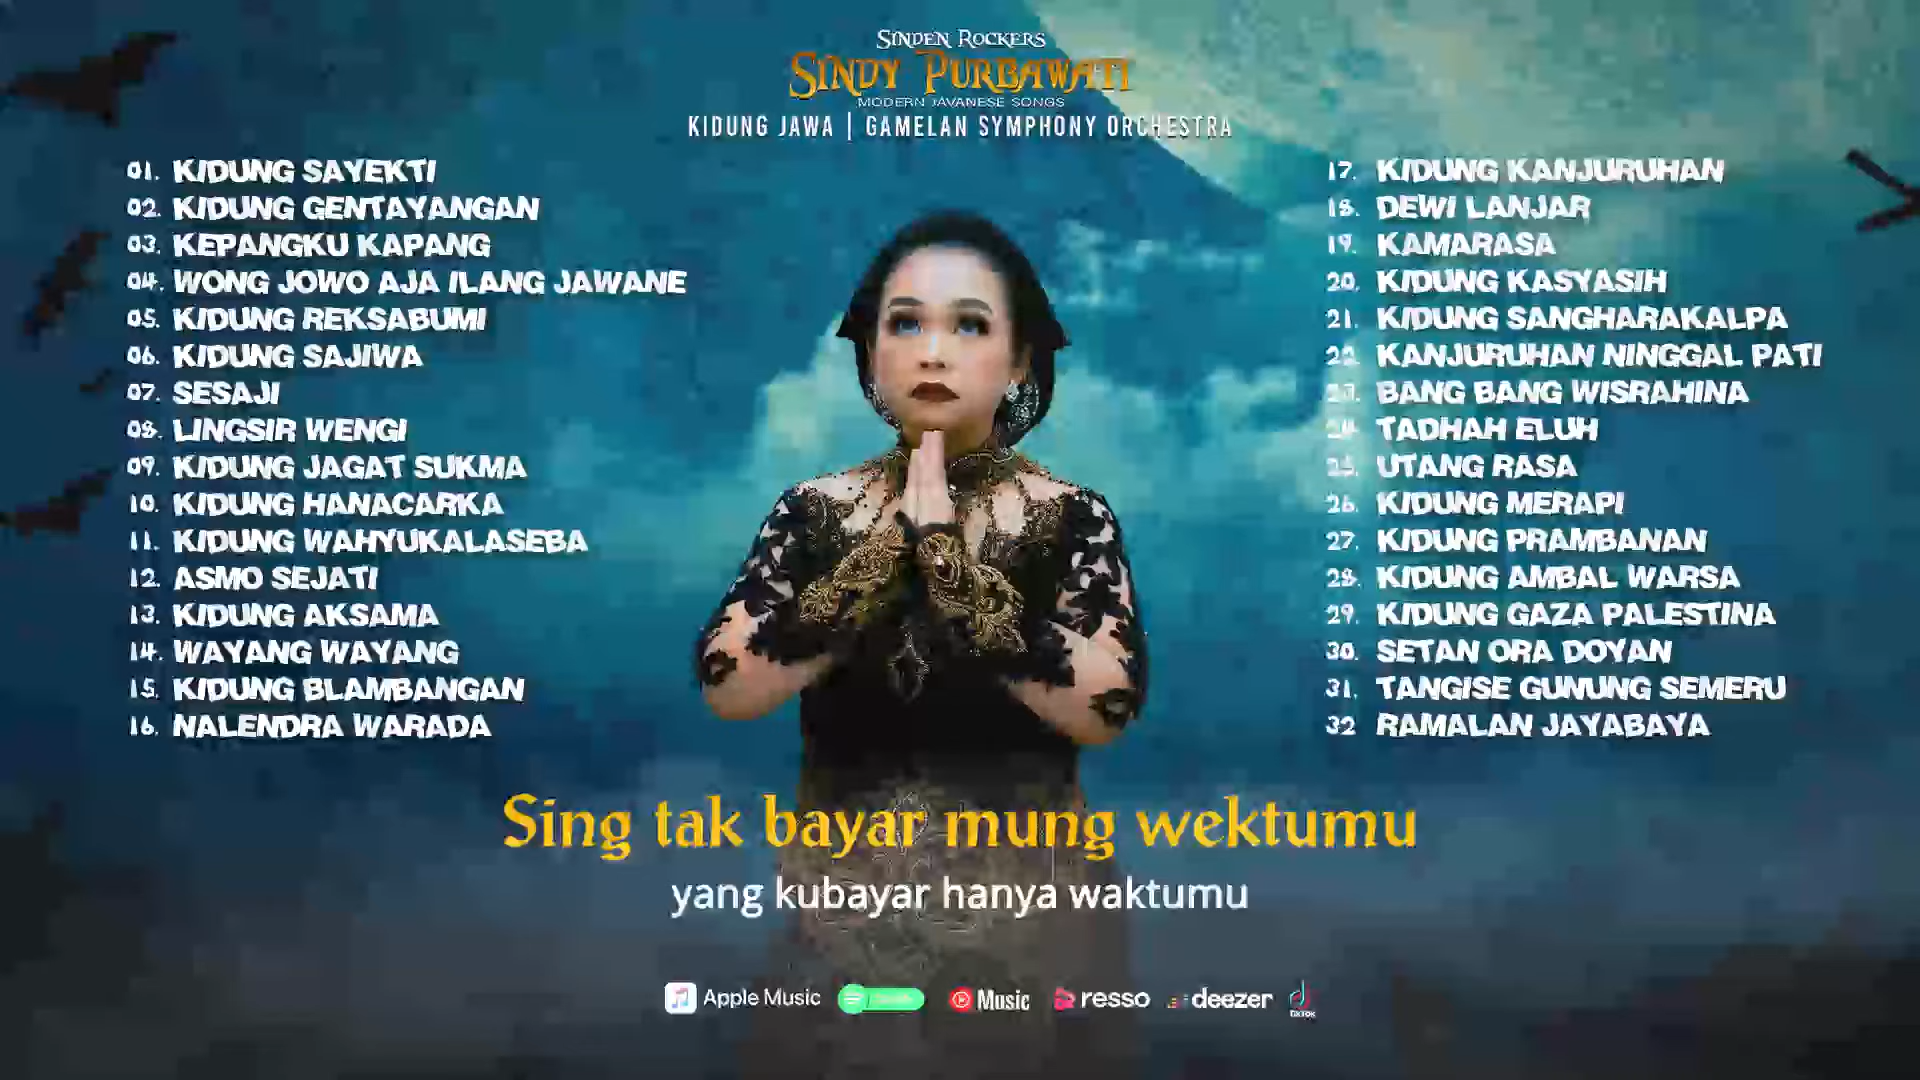 SINDEN ROCKERS
SINDY PURBAWATI
MODERN JAVANESE SONGS
KIDUNG JAWA | GAMELAN SYMPHONY ORCHESTRA
01. KIDUNG SAYEKTI
02. KIDUNG GENTAYANGAN
03. KEPANGKU KAPANG
04. WONG JOWO AJA ILANG JAWANE
05. KIDUNG REKSABUMI
06. KIDUNG SAJIWA
07. SESAJI
08. LINGSIR WENGI
09. KIDUNG JAGAT SUKMA
10. KIDUNG HANACARKA
11. KIDUNG WAHYUKALASEBA
12. ASMO SEJATI
13. KIDUNG AKSAMA
14. WAYANG WAYANG
15. KIDUNG BLAMBANGAN
16. NALENDRA WARADA
17. KIDUNG KANJURUHAN
18. DEWI LANJAR
19. KAMARASA
20. KIDUNG KASYASIH
21. KIDUNG SANGHARAKALPA
22. KANJURUHAN NINGGAL PATI
23. BANG BANG WISRAHINA
24. TADHAH ELUH
25. UTANG RASA
26. KIDUNG MERAPI
27. KIDUNG PRAMBANAN
28. KIDUNG AMBAL WARSA
29. KIDUNG GAZA PALESTINA
30. SETAN ORA DOYAN
31. TANGISE GUNUNG SEMERU
32 RAMALAN JAYABAYA
Sing tak bayar mung wektumu
yang kubayar hanya waktumu
Apple Music Music resso deezer TIKTOK